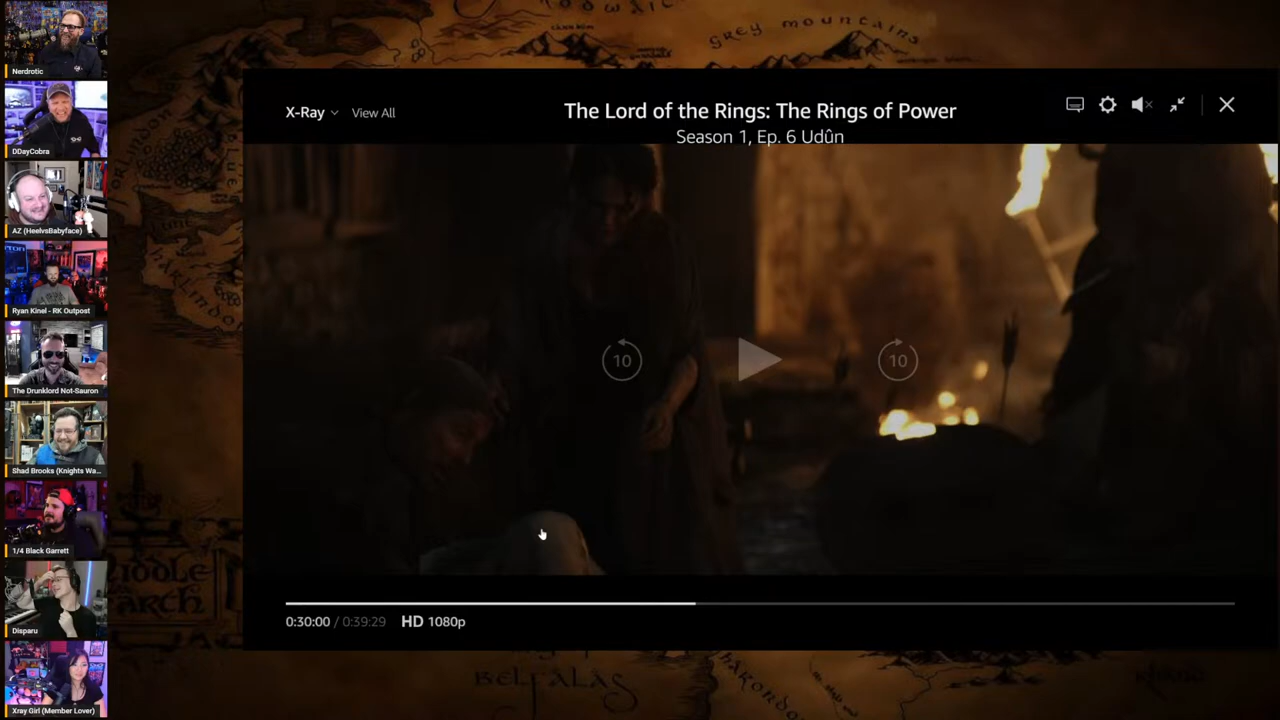 Nerdrotic
DDayCobra
AZ (HeelvsBabyface)
Ryan Kinel - RK Outpost
The Drunklord Not-Sauron
Shad Brooks (Knights Wa...
1/4 Black Garrett
Disparu
Xray Girl (Member Lover)
GREY MOUNTAINS
X-Ray View All
The Lord of the Rings: The Rings of Power
Season 1, Ep. 6 Udûn
10 10
0:30:00 / 0:39:29 HD 1080p
BELFALAS